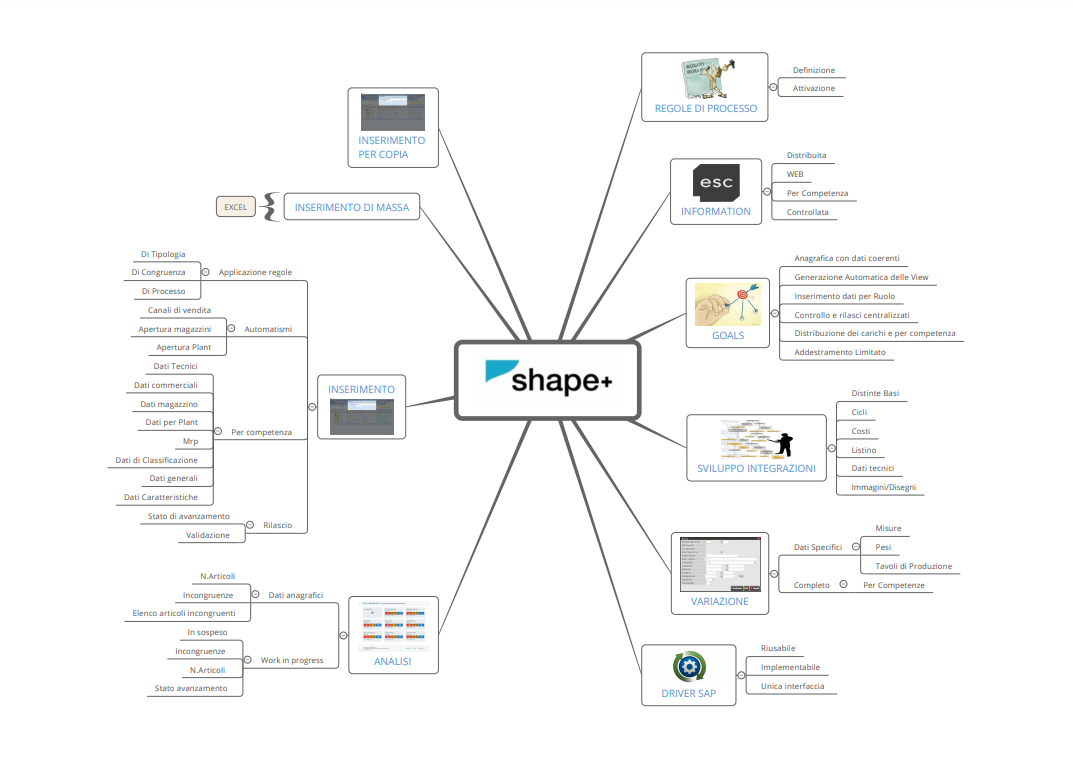 shape+
REGOLE DI PROCESSO
Definizione
Attivazione
esc
INFORMATION
Distribuita
WEB
Per Competenza
Controllata
GOALS
Anagrafica con dati coerenti
Generazione Automatica delle View
Inserimento dati per Ruolo
Controllo e rilasci centralizzati
Distribuzione dei carichi e per competenza
Addestramento Limitato
SVILUPPO INTEGRAZIONI
Distinte Basi
Cicli
Costi
Listino
Dati tecnici
Immagini/Disegni
VARIAZIONE
Dati Specifici
Misure
Pesi
Tavoli di Produzione
Completo
Per Competenze
DRIVER SAP
Riusabile
Implementabile
Unica interfaccia
INSERIMENTO
PER COPIA
INSERIMENTO DI MASSA
EXCEL
INSERIMENTO
Applicazione regole
Di Tipologia
Di Congruenza
Di Processo
Automatismi
Canali di vendita
Apertura magazzini
Apertura Plant
Per competenza
Dati Tecnici
Dati commerciali
Dati magazzino
Dati per Plant
Mrp
Dati di Classificazione
Dati generali
Dati Caratteristiche
Rilascio
Stato di avanzamento
Validazione
ANALISI
Dati anagrafici
N.Articoli
Incongruenze
Elenco articoli incongruenti
Work in progress
In sospeso
Incongruenze
N.Articoli
Stato avanzamento